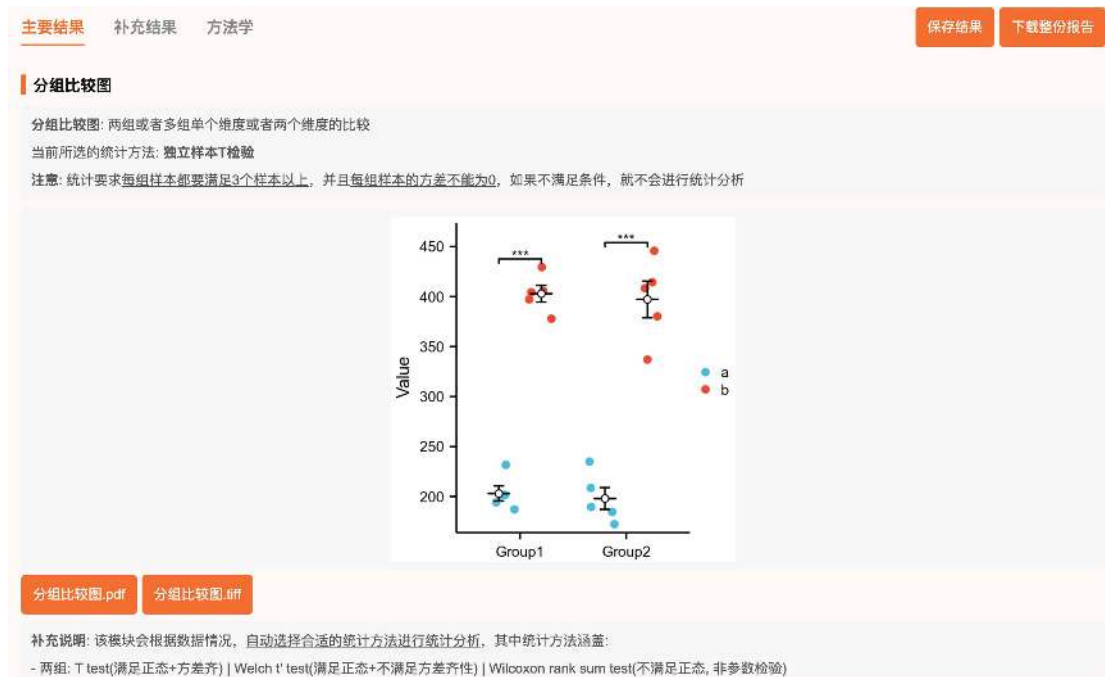 主要结果 补充结果 方法学 保存结果 下载整份报告
分组比较图
分组比较图: 两组或者多组单个维度或者两个维度的比较
当前所选的统计方法: 独立样本T检验
注意: 统计要求每组样本都要满足3个样本以上，并且每组样本的方差不能为0，如果不满足条件，就不会进行统计分析
450
400
350
300
250
200
Value
***
***
a
b
Group1 Group2
分组比较图.pdf 分组比较图.tiff
补充说明: 该模块会根据数据情况，自动选择合适的统计方法进行统计分析，其中统计方法涵盖:
- 两组: T test(满足正态+方差齐) | Welch t' test(满足正态+不满足方差齐性) | Wilcoxon rank sum test(不满足正态, 非参数检验)